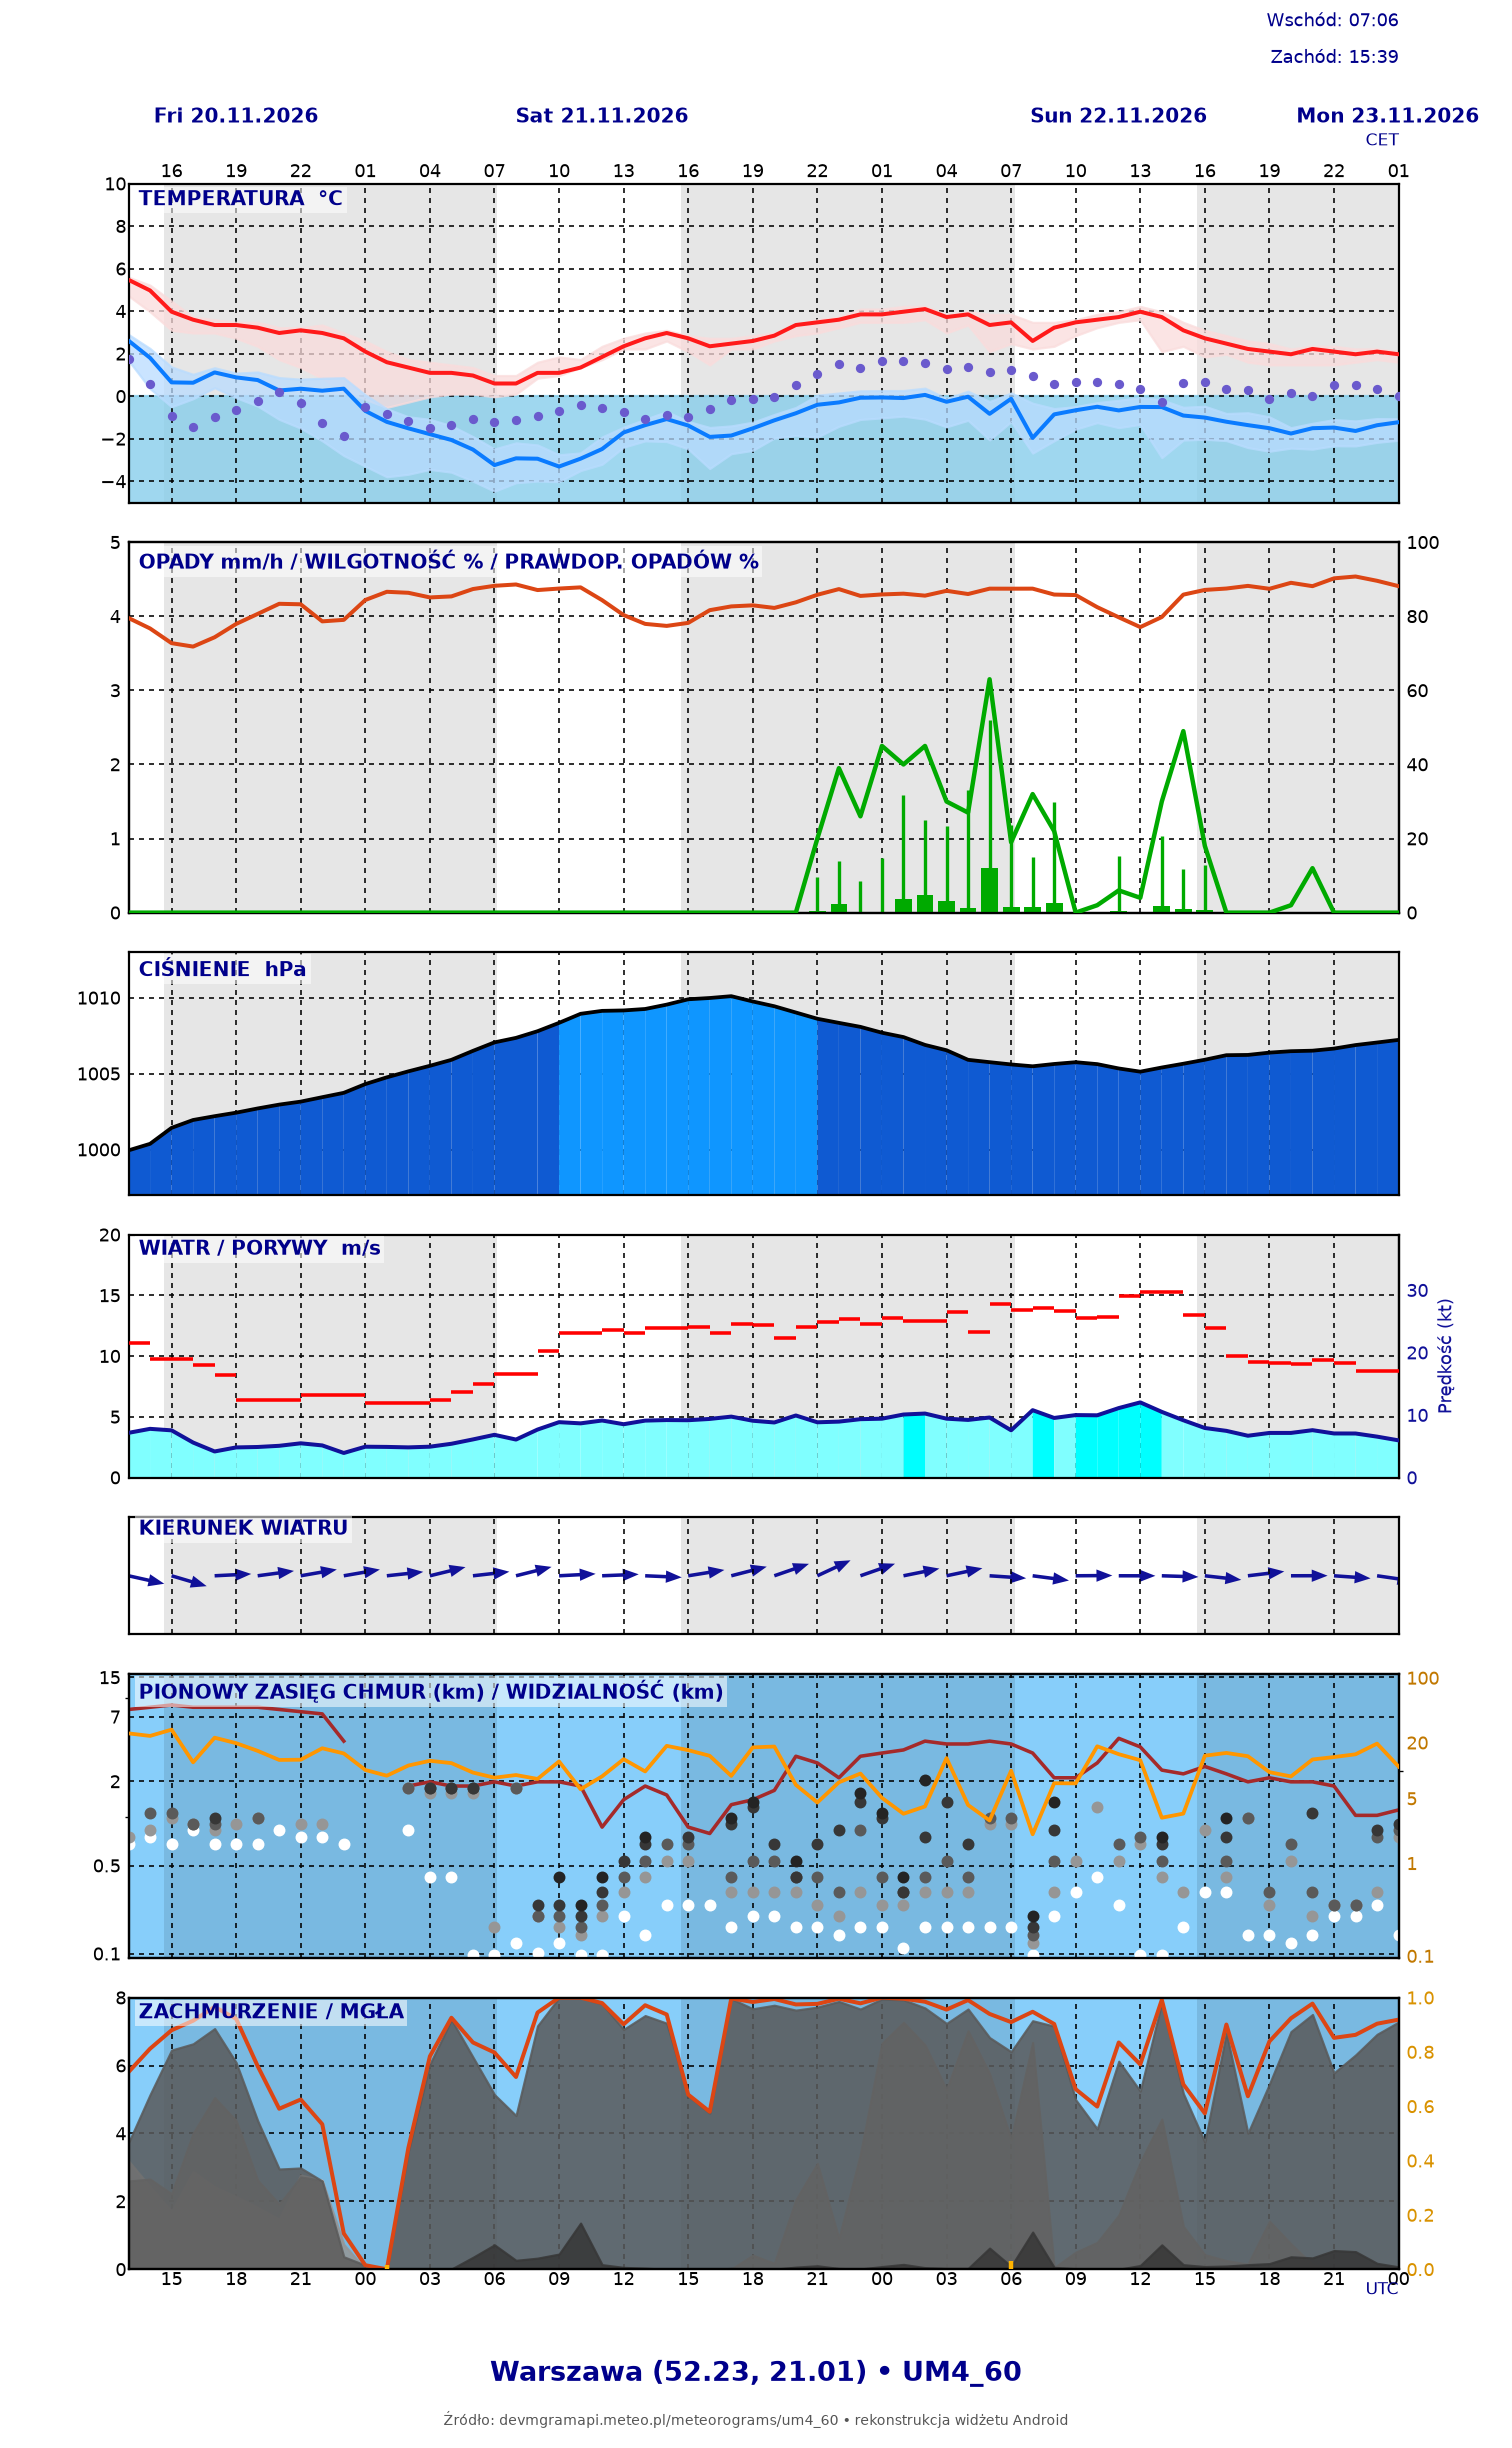 Wschód: 07:06
Zachód: 15:39
Fri 20.11.2026 Sat 21.11.2026 Sun 22.11.2026 Mon 23.11.2026
CET
16 19 22 01 04 07 10 13 16 19 22 01 04 07 10 13 16 19 22 01
TEMPERATURA °C
10
8
6
4
2
0
−2
−4
OPADY mm/h / WILGOTNOŚĆ % / PRAWDOP. OPADÓW %
5 100
4 80
3 60
2 40
1 20
0 0
CIŚNIENIE hPa
1010
1005
1000
WIATR / PORYWY m/s
20
15 30
10 20
5 10
0 0
Prędkość (kt)
KIERUNEK WIATRU
PIONOWY ZASIĘG CHMUR (km) / WIDZIALNOŚĆ (km)
15 100
7 20
2 5
0.5 1
0.1 0.1
ZACHMURZENIE / MGŁA
8 1.0
6 0.8
0.6
4 0.4
2 0.2
0 0.0
15 18 21 00 03 06 09 12 15 18 21 00 03 06 09 12 15 18 21 00
UTC
Warszawa (52.23, 21.01) • UM4_60
Źródło: devmgramapi.meteo.pl/meteorograms/um4_60 • rekonstrukcja widżetu Android